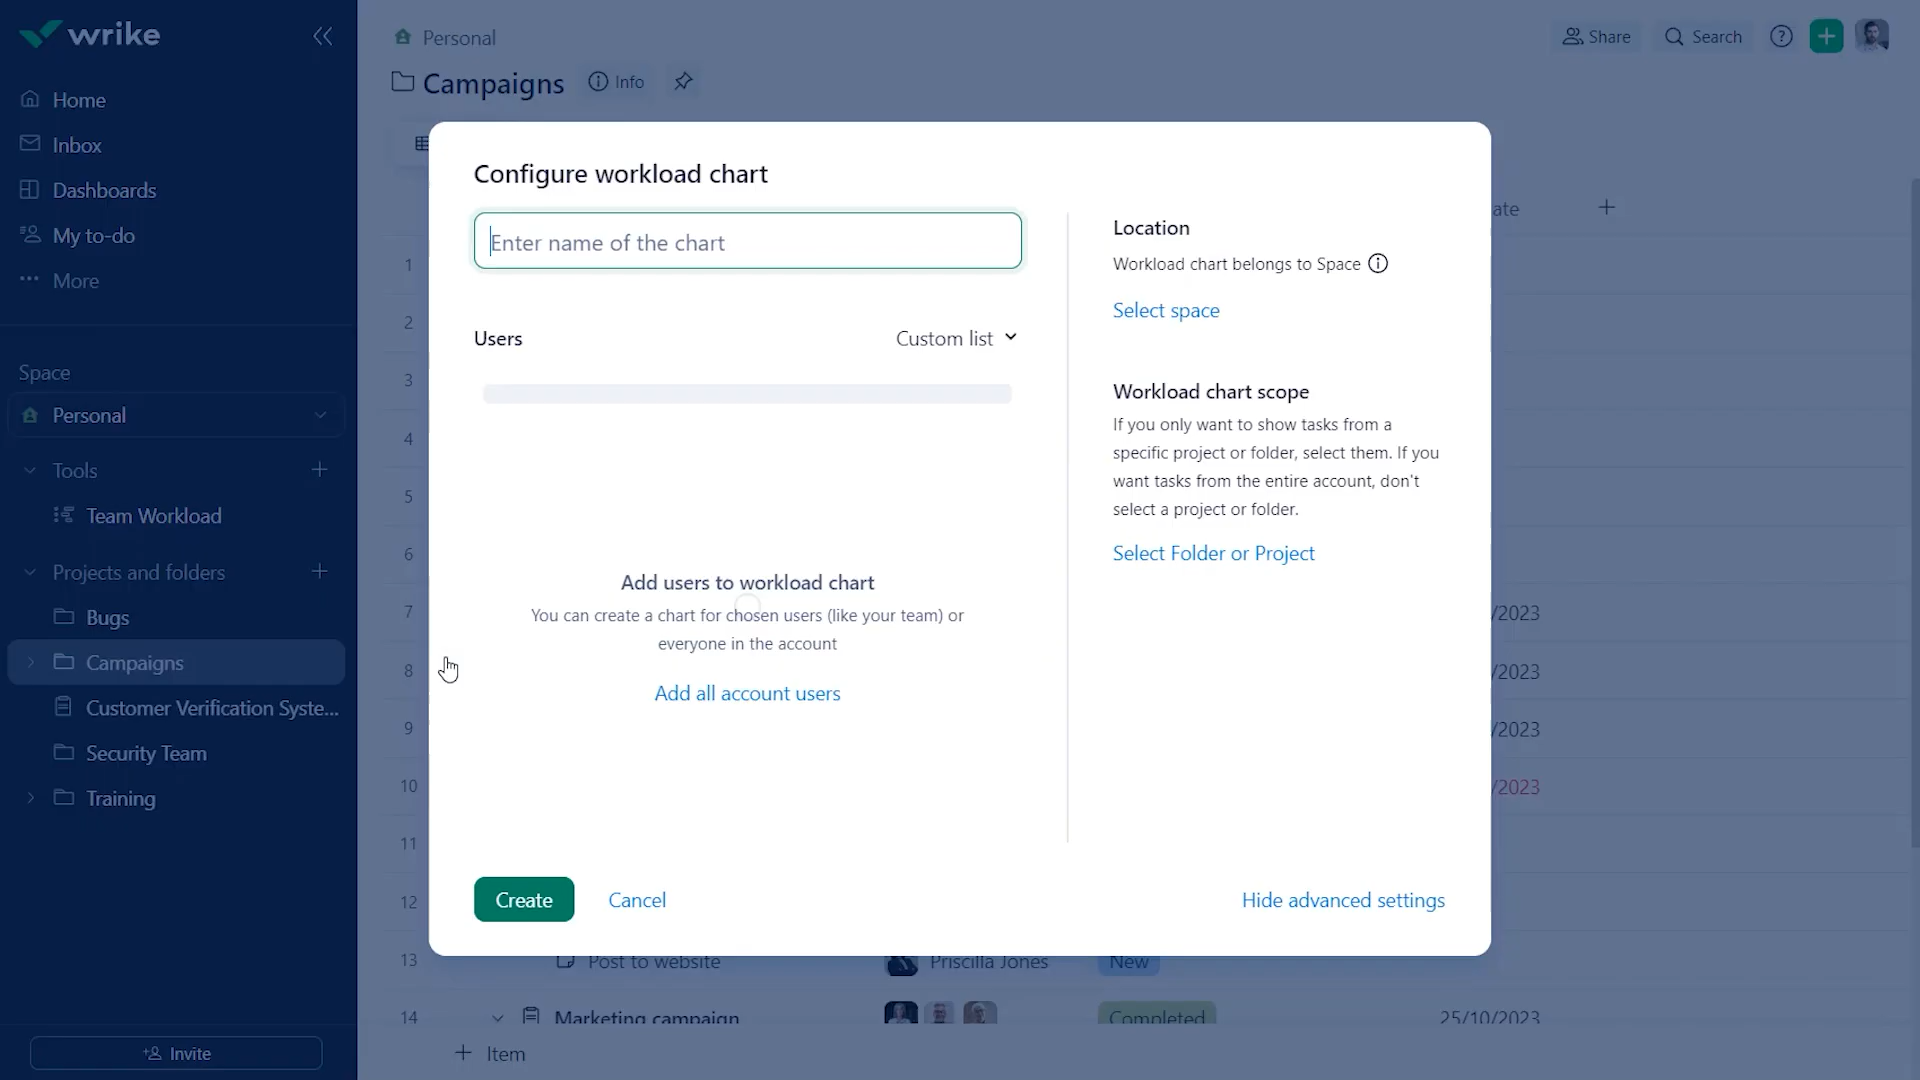 wrike
Home
Inbox
Dashboards
My to-do
More
Space
Personal
Tools
Team Workload
Projects and folders
Bugs
Campaigns
Customer Verification Syste...
Security Team
Training
Invite
Personal
Campaigns
Info
Share
Search
Configure workload chart
Enter name of the chart
Users
Custom list
Add users to workload chart
You can create a chart for chosen users (like your team) or
everyone in the account
Add all account users
Create
Cancel
Location
Workload chart belongs to Space
Select space
Workload chart scope
If you only want to show tasks from a
specific project or folder, select them. If you
want tasks from the entire account, don't
select a project or folder.
Select Folder or Project
Hide advanced settings
ate
1
2
3
4
5
6
7 /2023
8 /2023
9 /2023
10 /2023
11
12
13 Post to website Priscilla Jones New
14 Marketing campaign Completed 25/10/2023
Item